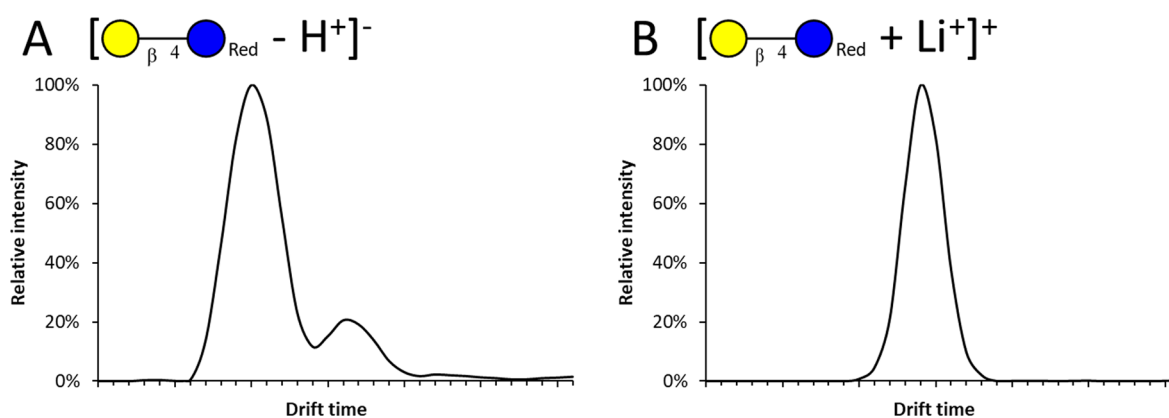 A [ β 4 Red - H⁺]⁻
100%
80%
60%
40%
20%
0%
Relative intensity
Drift time
B [ β 4 Red + Li⁺]⁺
100%
80%
60%
40%
20%
0%
Relative intensity
Drift time